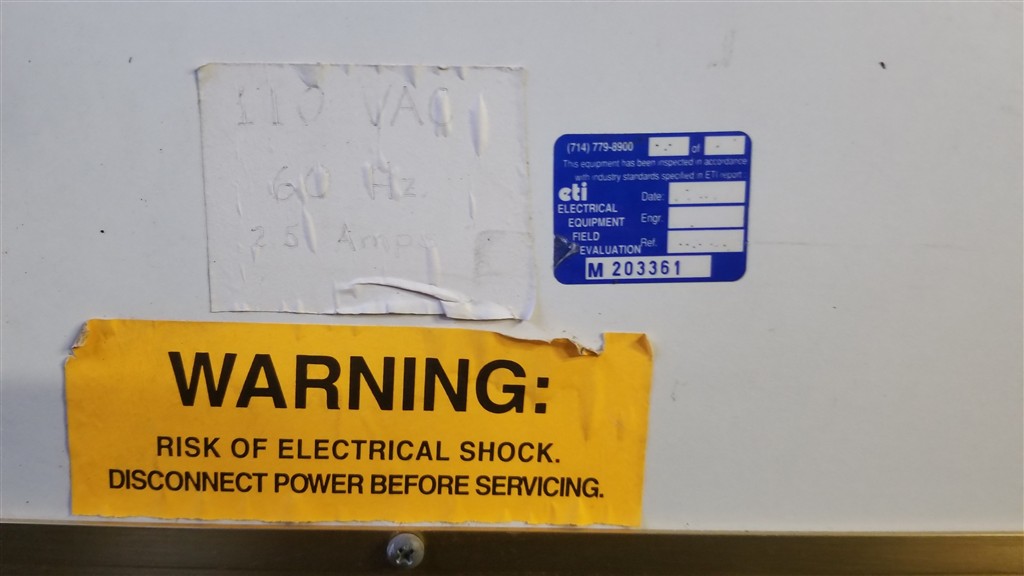 110 VAC
60 Hz.
Amps
(714) 779-8900 of
This equipment has been inspected in accordance
with industry standards specified in ETI report
eti
Date:
ELECTRICAL
EQUIPMENT
Engr.
FIELD
EVALUATION
Ref.
M 203361
WARNING:
RISK OF ELECTRICAL SHOCK.
DISCONNECT POWER BEFORE SERVICING.